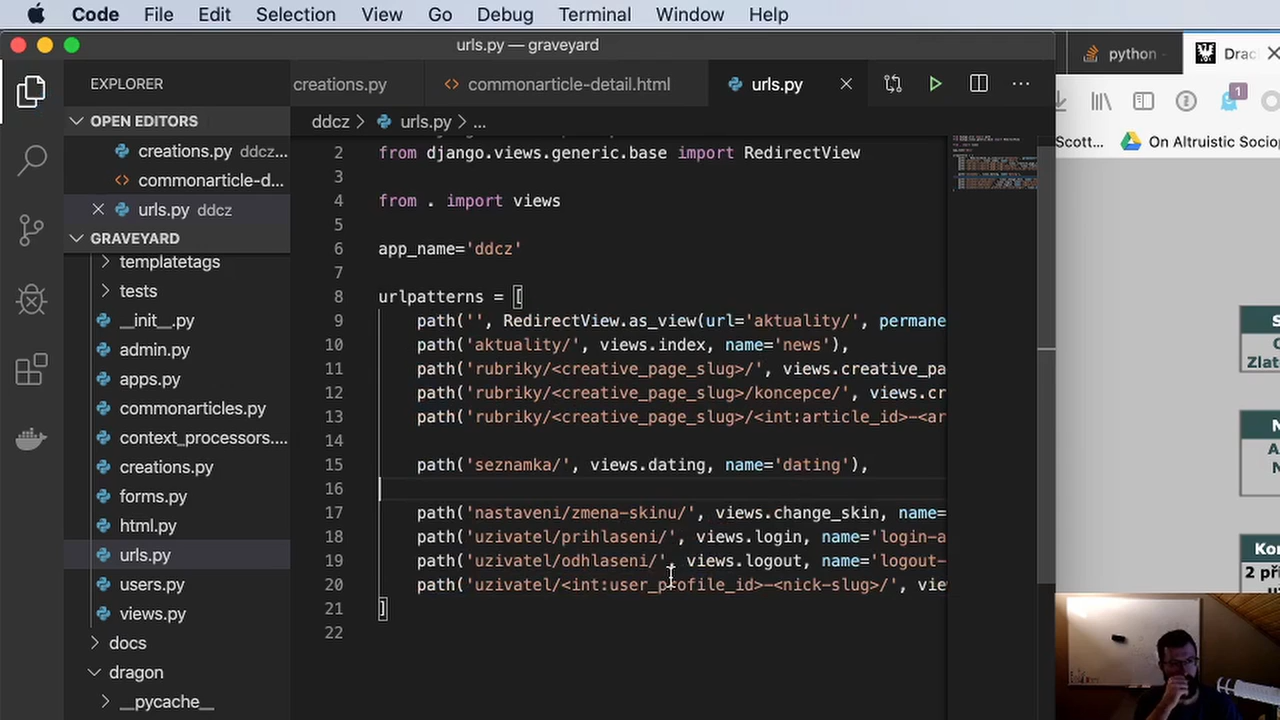 Code File Edit Selection View Go Debug Terminal Window Help
urls.py — graveyard
python
Drac
EXPLORER
creations.py
commonarticle-detail.html
urls.py
1
OPEN EDITORS
ddcz > urls.py > ...
Scott...
On Altruistic Sociop
creations.py ddcz...
commonarticle-d...
urls.py ddcz
GRAVEYARD
templatetags
tests
__init__.py
admin.py
apps.py
commonarticles.py
context_processors....
creations.py
forms.py
html.py
urls.py
users.py
views.py
docs
dragon
__pycache__
2 from django.views.generic.base import RedirectView
3
4 from . import views
5
6 app_name='ddcz'
7
8 urlpatterns = [
9 path('', RedirectView.as_view(url='aktuality/', permane
10 path('aktuality/', views.index, name='news'),
11 path('rubriky/<creative_page_slug>/', views.creative_pa
12 path('rubriky/<creative_page_slug>/koncepce/', views.cr
13 path('rubriky/<creative_page_slug>/<int:article_id>-<ar
14
15 path('seznamka/', views.dating, name='dating'),
16
17 path('nastaveni/zmena-skinu/', views.change_skin, name=
18 path('uzivatel/prihlaseni/', views.login, name='login-a
19 path('uzivatel/odhlaseni/', views.logout, name='logout-
20 path('uzivatel/<int:user_profile_id>-<nick-slug>/', vie
21 ]
22
Zlat
Ko
2 př